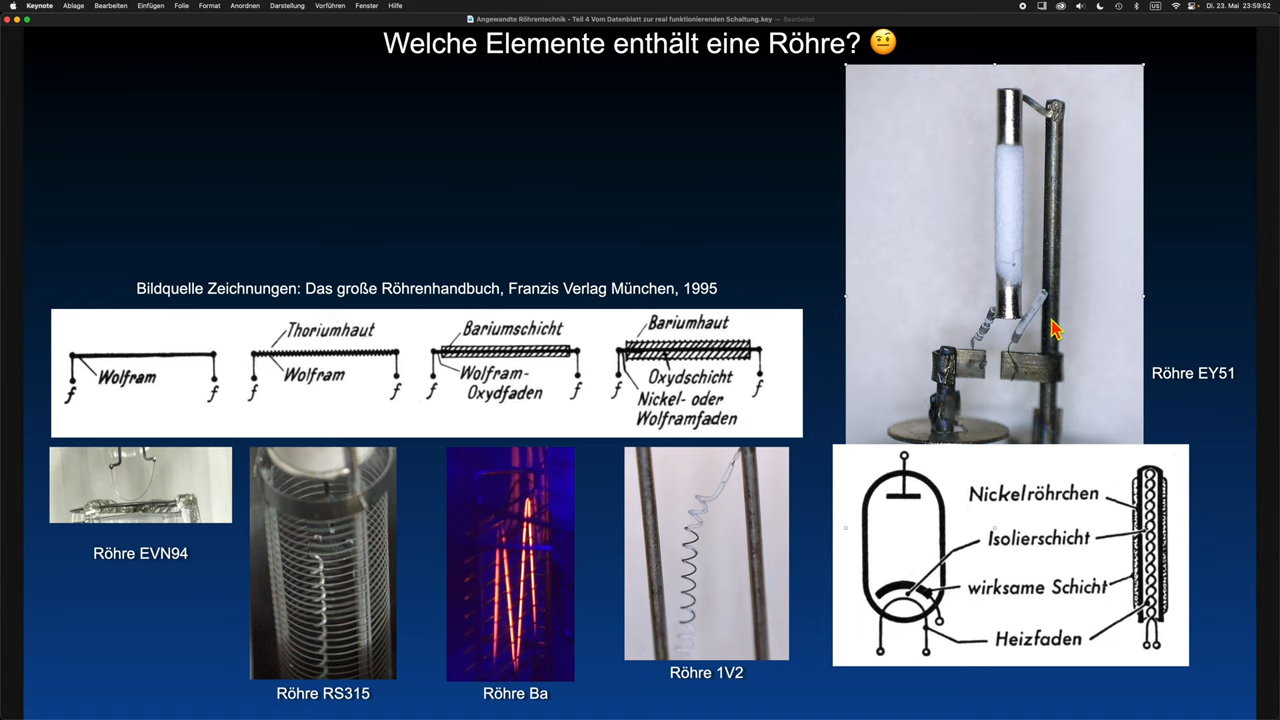 Keynote Ablage Bearbeiten Einfügen Folie Format Anordnen Darstellung Vorführen Fenster Hilfe
US
Di. 23. Mai 23:59:52
Angewandte Röhrentechnik - Teil 4 Vom Datenblatt zur real funktionierenden Schaltung.key — Bearbeitet
Welche Elemente enthält eine Röhre? 🤨
Bildquelle Zeichnungen: Das große Röhrenhandbuch, Franzis Verlag München, 1995
Wolfram
f
f
Thoriumhaut
Wolfram
f
f
Bariumschicht
Wolfram-
Oxydfaden
f
f
Bariumhaut
Oxydschicht
Nickel- oder
Wolframfaden
f
f
Röhre EY51
Röhre EVN94
Röhre RS315
Röhre Ba
Röhre 1V2
Nickelröhrchen
Isolierschicht
wirksame Schicht
Heizfaden